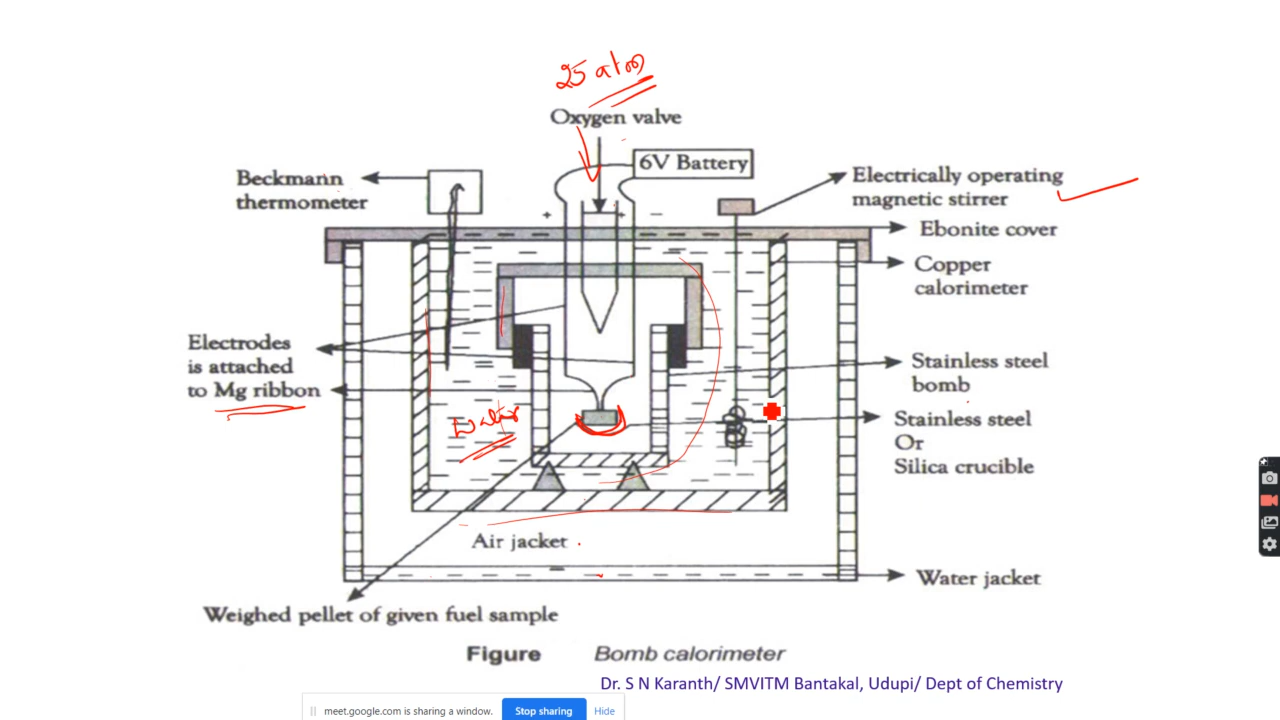 25 atm
Oxygen valve
6V Battery
Beckmann
thermometer
Electrically operating
magnetic stirrer
+ + −
Ebonite cover
Copper
calorimeter
Electrodes
is attached
to Mg ribbon
Stainless steel
bomb
Water
Stainless steel
Or
Silica crucible
Air jacket
Water jacket
Weighed pellet of given fuel sample
Figure Bomb calorimeter
Dr. S N Karanth/ SMVITM Bantakal, Udupi/ Dept of Chemistry
meet.google.com is sharing a window. Stop sharing Hide